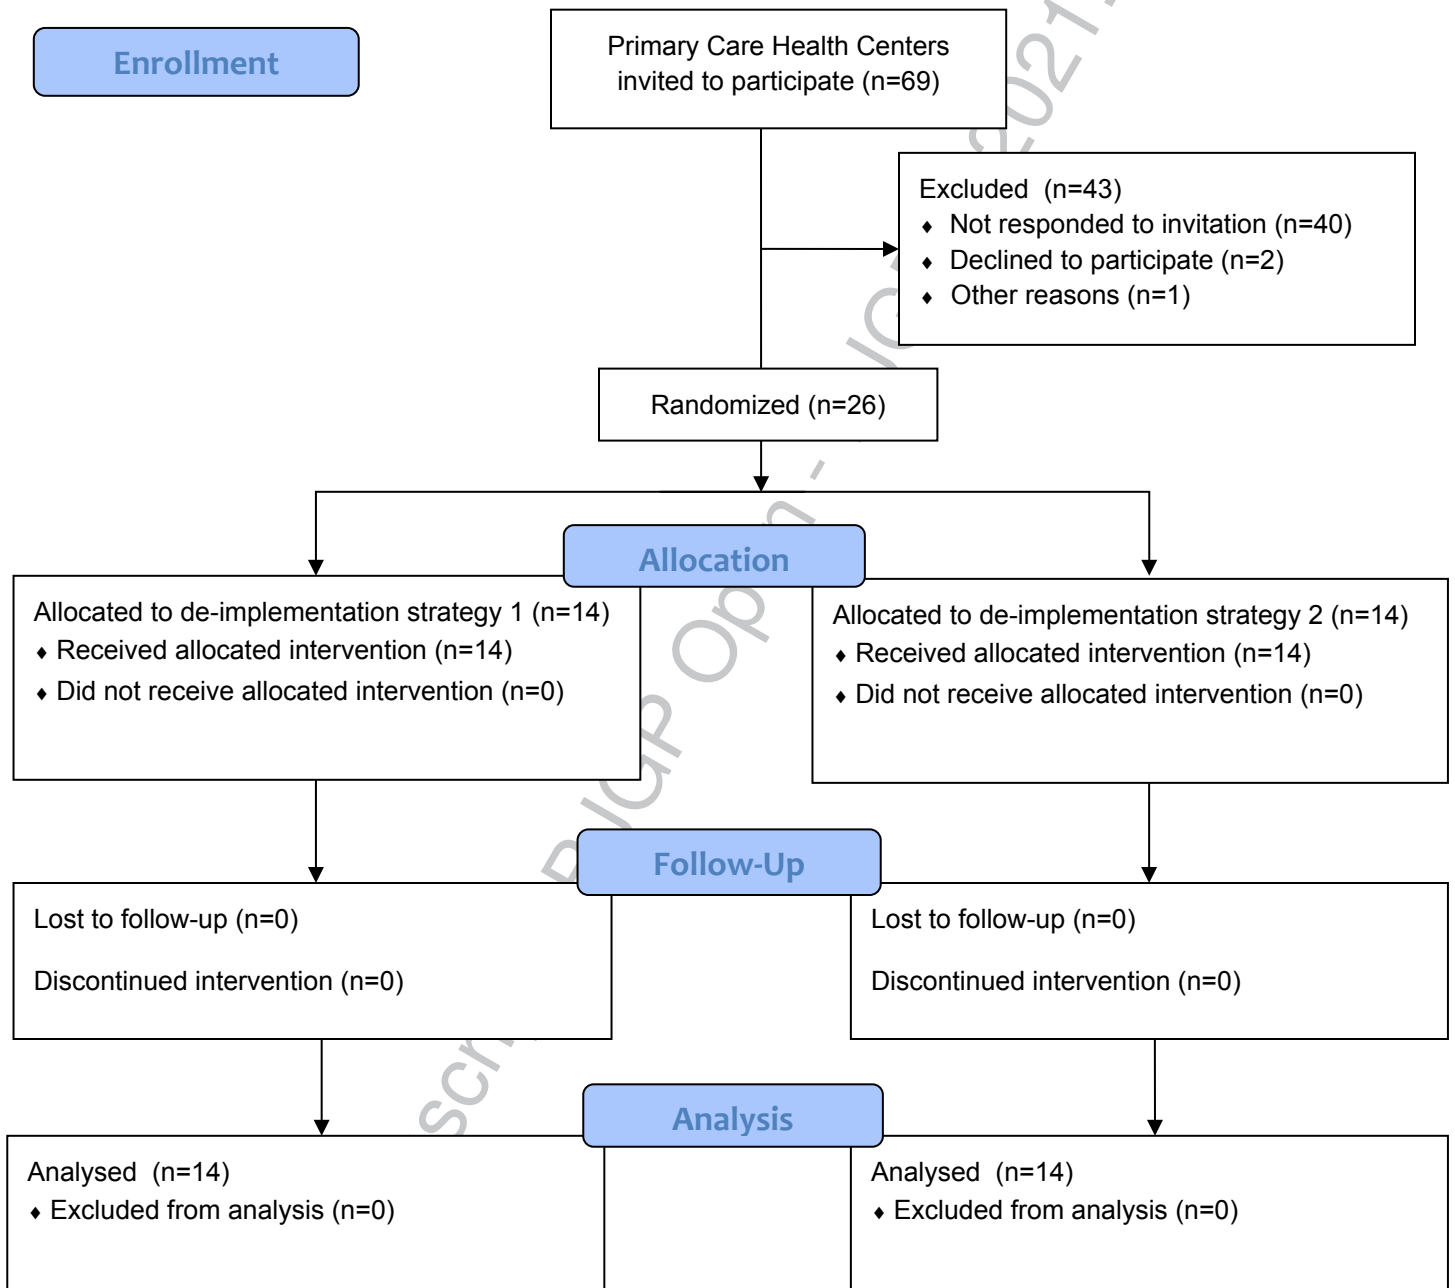 Enrollment
Primary Care Health Centers
invited to participate (n=69)
Excluded (n=43)
♦ Not responded to invitation (n=40)
♦ Declined to participate (n=2)
♦ Other reasons (n=1)
Randomized (n=26)
Allocation
Allocated to de-implementation strategy 1 (n=14)
♦ Received allocated intervention (n=14)
♦ Did not receive allocated intervention (n=0)
Allocated to de-implementation strategy 2 (n=14)
♦ Received allocated intervention (n=14)
♦ Did not receive allocated intervention (n=0)
Follow-Up
Lost to follow-up (n=0)
Discontinued intervention (n=0)
Lost to follow-up (n=0)
Discontinued intervention (n=0)
Analysis
Analysed (n=14)
♦ Excluded from analysis (n=0)
Analysed (n=14)
♦ Excluded from analysis (n=0)